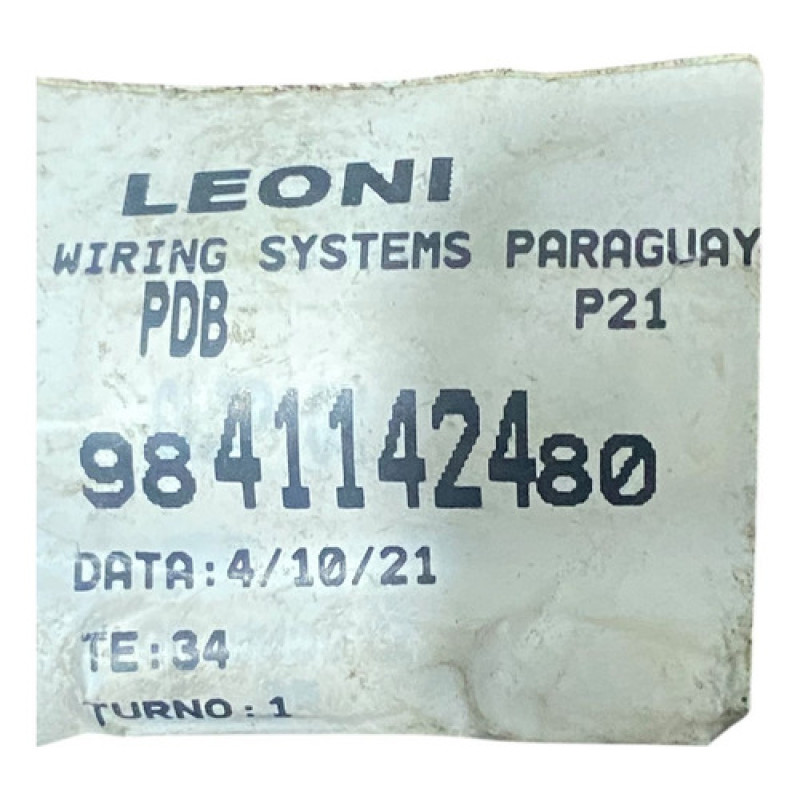 LEONI
WIRING SYSTEMS PARAGUAY
PDB P21
9841142480
DATA:4/10/21
TE:34
TURNO:1